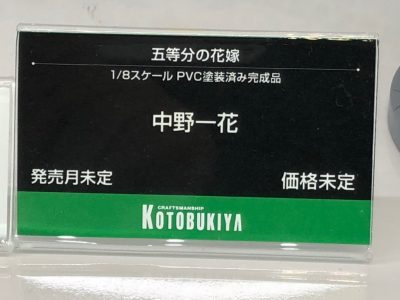 五等分の花嫁
1/8スケール PVC塗装済み完成品
中野一花
発売月未定 価格未定
CRAFTSMANSHIP
KOTOBUKIYA